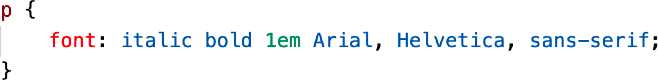 p {
    font: italic bold 1em Arial, Helvetica, sans-serif;
}